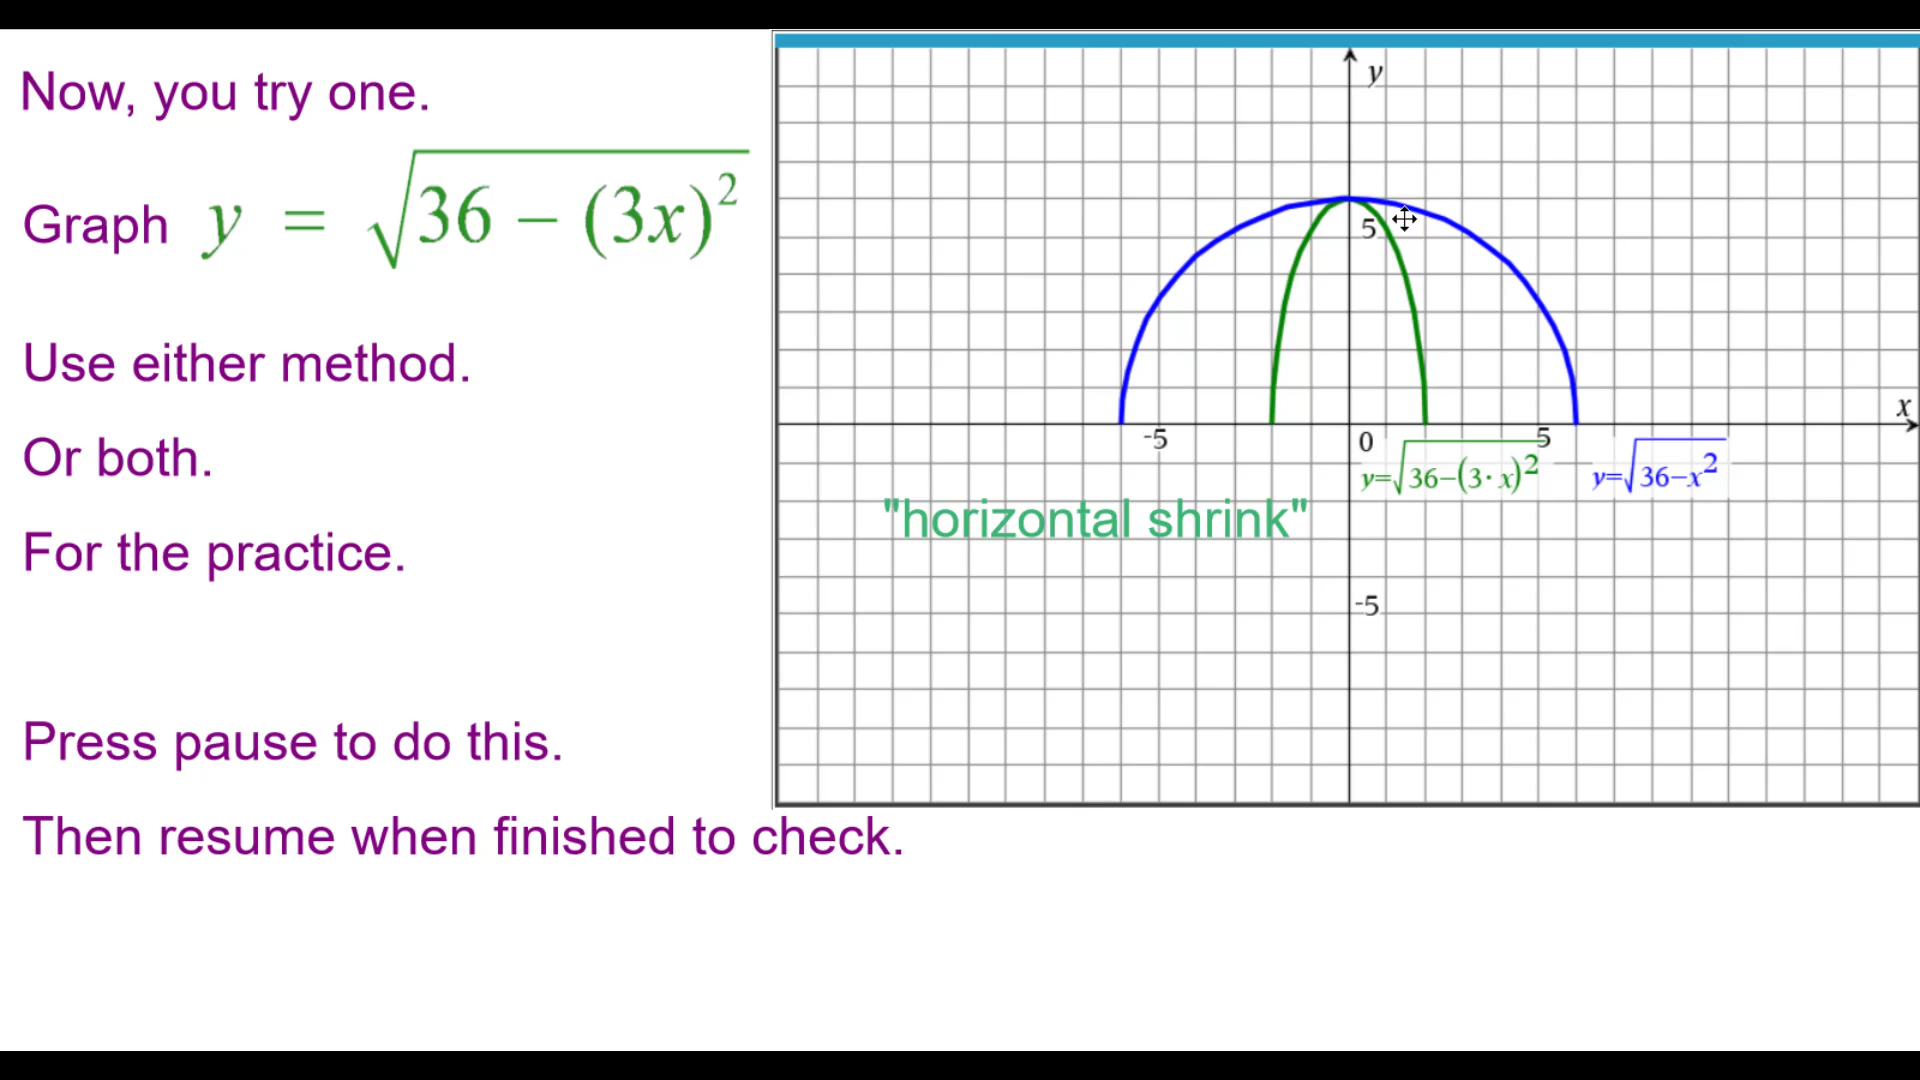 Now, you try one.
Graph y = √36 − (3x)²
Use either method.
Or both.
For the practice.
Press pause to do this.
Then resume when finished to check.
y
5
x
-5
0
5
y=√36−(3· x)²
y=√36−x²
"horizontal shrink"
-5